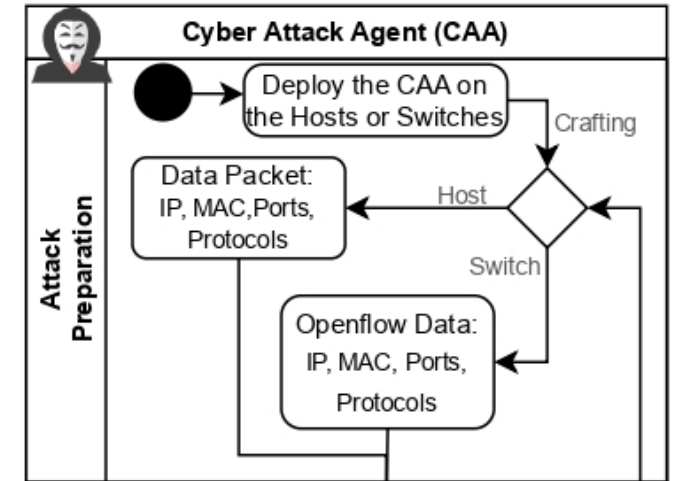 Cyber Attack Agent (CAA)
Deploy the CAA on
the Hosts or Switches
Crafting
Data Packet:
IP, MAC,Ports,
Protocols
Host
Attack
Preparation
Switch
Openflow Data:
IP, MAC, Ports,
Protocols